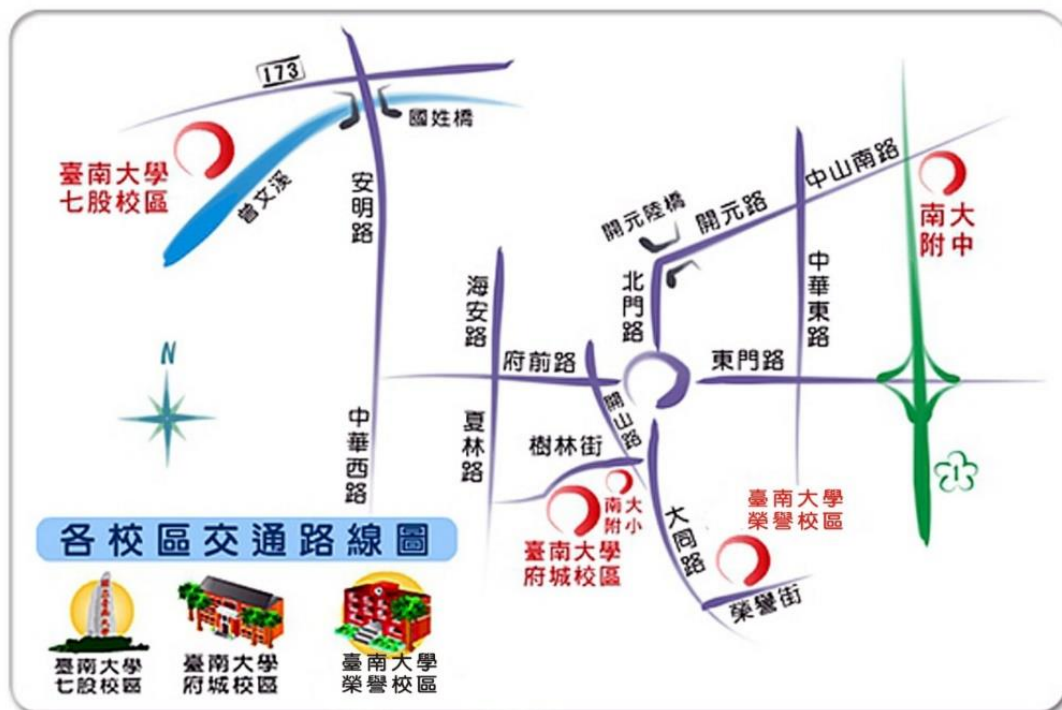 173
國姓橋
臺南大學
七股校區
曾文溪
安明路
中山南路
開元路
開元陸橋
南大
附中
北門路
中華東路
海安路
府前路
東門路
N
開山路
中華西路
夏林路
樹林街
1
南大
附小
臺南大學
府城校區
大同路
臺南大學
榮譽校區
榮譽街
各校區交通路線圖
臺南大學
七股校區
臺南大學
府城校區
臺南大學
榮譽校區